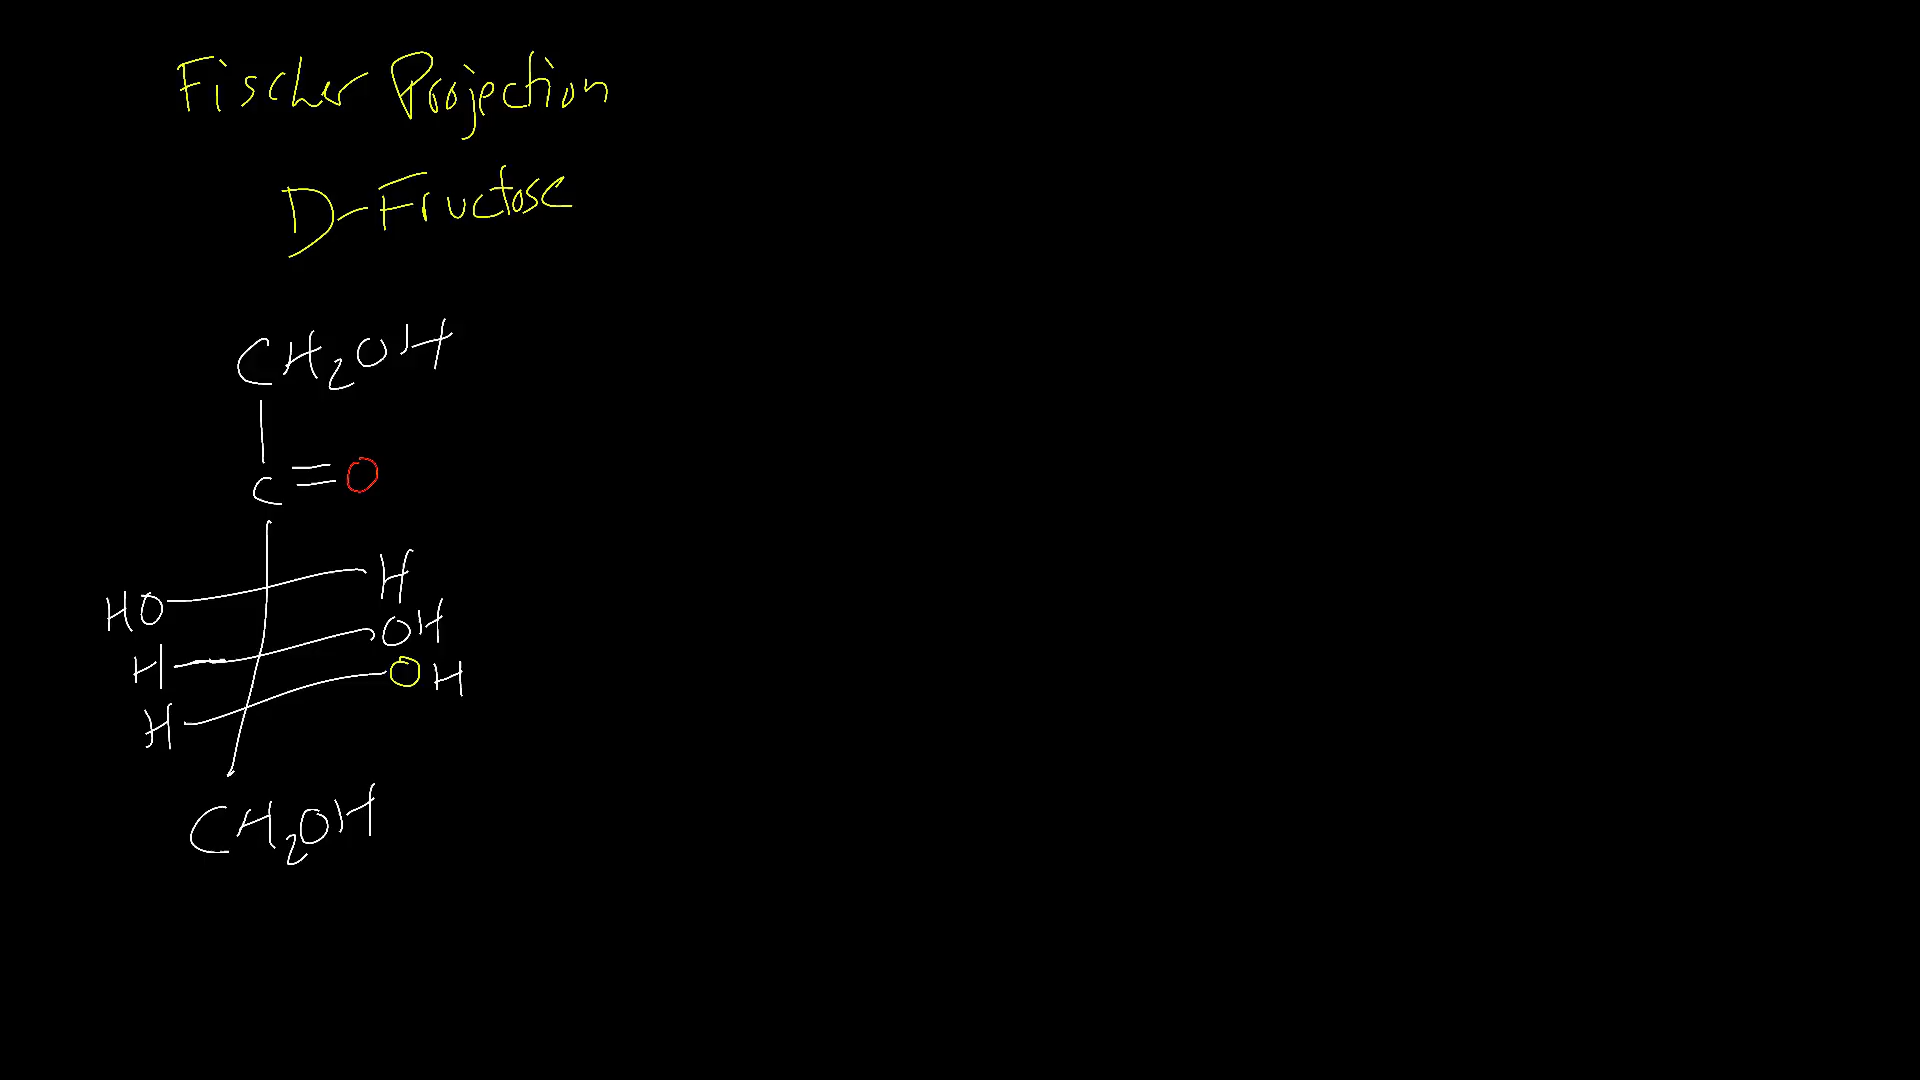 Fischer Projection
D-Fructose
CH2OH
C=O
HO H
H OH
H OH
CH2OH